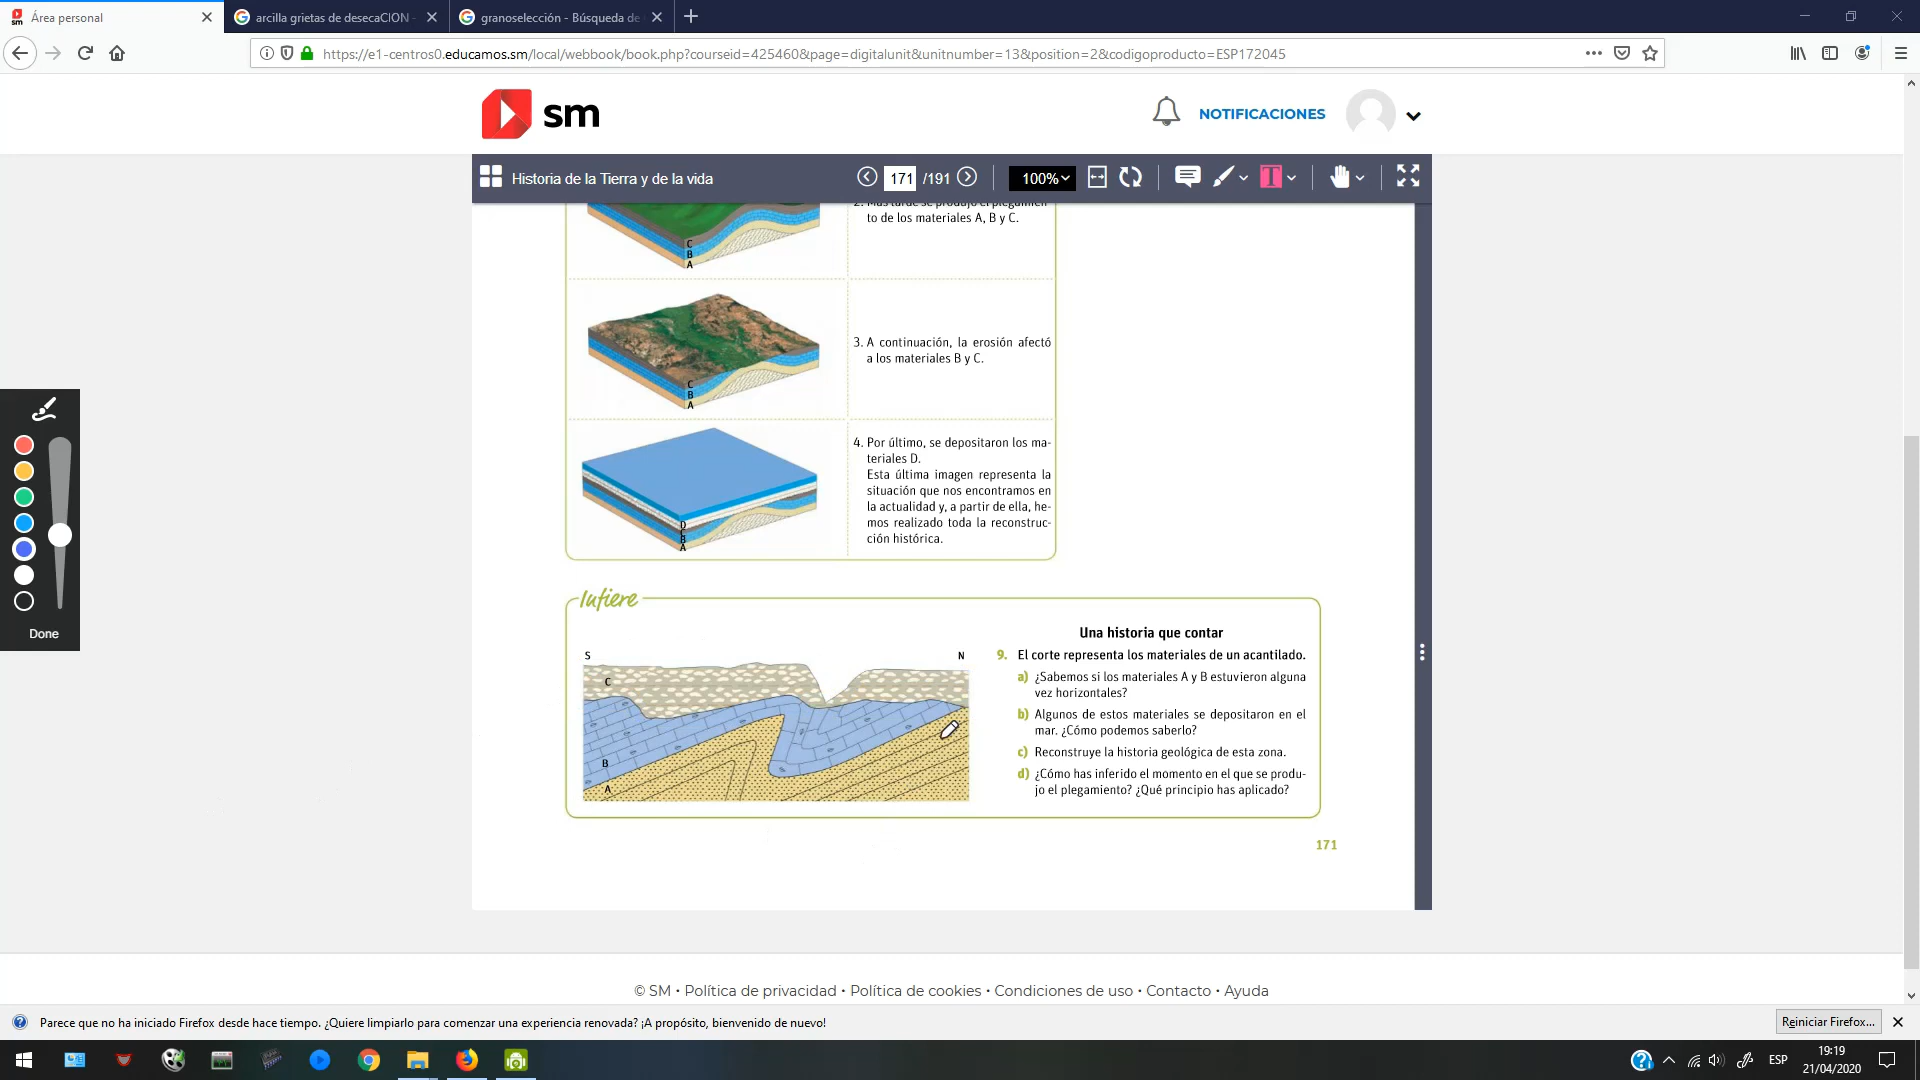 Área personal
arcilla grietas de desecaCION -
granoselección - Búsqueda de
https://e1-centros0.educamos.sm/local/webbook/book.php?courseid=425460&page=digitalunit&unitnumber=13&position=2&codigoproducto=ESP172045
sm
NOTIFICACIONES
Historia de la Tierra y de la vida
171 /191
100%
T
2. Más tarde se produjo el plegamien-
to de los materiales A, B y C.
C
B
A
3. A continuación, la erosión afectó
a los materiales B y C.
C
B
A
4. Por último, se depositaron los ma-
teriales D.
Esta última imagen representa la
situación que nos encontramos en
la actualidad y, a partir de ella, he-
mos realizado toda la reconstruc-
ción histórica.
D
C
B
A
Done
Infiere
S
N
C
B
A
Una historia que contar
9. El corte representa los materiales de un acantilado.
a) ¿Sabemos si los materiales A y B estuvieron alguna
vez horizontales?
b) Algunos de estos materiales se depositaron en el
mar. ¿Cómo podemos saberlo?
c) Reconstruye la historia geológica de esta zona.
d) ¿Cómo has inferido el momento en el que se produ-
jo el plegamiento? ¿Qué principio has aplicado?
171
© SM • Política de privacidad • Política de cookies • Condiciones de uso • Contacto • Ayuda
Parece que no ha iniciado Firefox desde hace tiempo. ¿Quiere limpiarlo para comenzar una experiencia renovada? ¡A propósito, bienvenido de nuevo!
Reiniciar Firefox...
ESP
19:19
21/04/2020